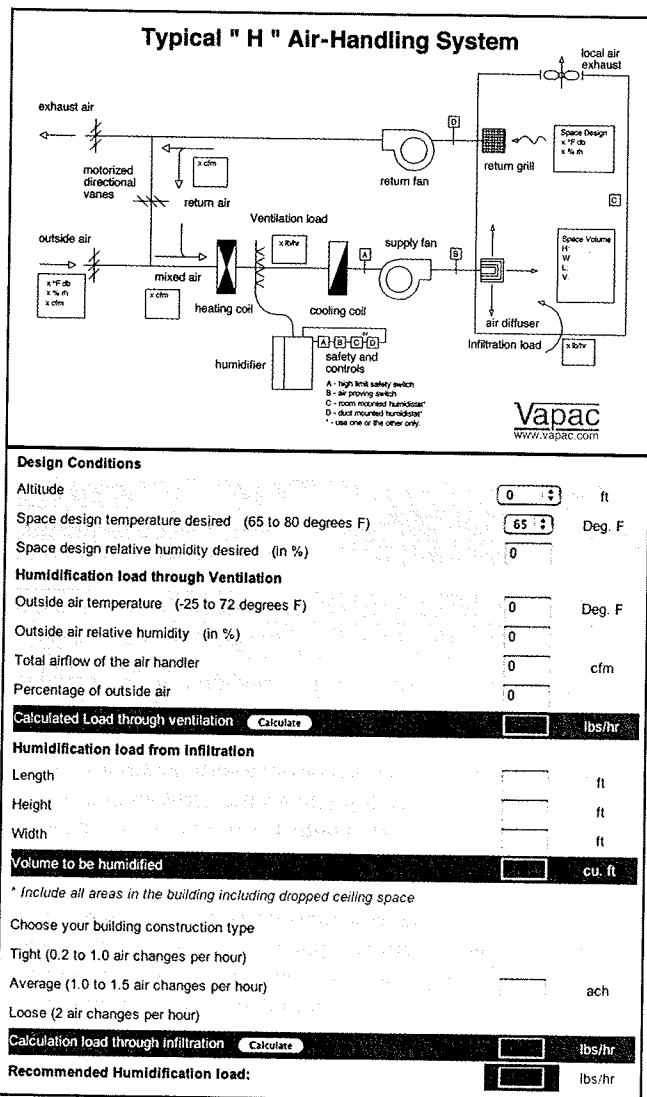 Typical " H " Air-Handling System
local air
exhaust
exhaust air
D
Space Design
x °F db
x % rh
return grill
motorized
directional
vanes
x cfm
return air
return fan
C
Ventilation load
x lb/hr
supply fan
outside air
x °F db
x % rh
x cfm
mixed air
x cfm
heating coil
cooling coil
A
B
Space Volume
H:
W:
L:
V:
air diffuser
Infiltration load
x lb/hr
humidifier
or
A B C D
safety and
controls
A - high limit safety switch
B - air proving switch
C - room mounted humidistat*
D - duct mounted humidistat*
* - use one or the other only.
Vapac
www.vapac.com
Design Conditions
Altitude 0 ft
Space design temperature desired (65 to 80 degrees F) 65 Deg. F
Space design relative humidity desired (in %) 0
Humidification load through Ventilation
Outside air temperature (-25 to 72 degrees F) 0 Deg. F
Outside air relative humidity (in %) 0
Total airflow of the air handler 0 cfm
Percentage of outside air 0
Calculated Load through ventilation Calculate lbs/hr
Humidification load from infiltration
Length ft
Height ft
Width ft
Volume to be humidified cu. ft
* Include all areas in the building including dropped ceiling space
Choose your building construction type
Tight (0.2 to 1.0 air changes per hour)
Average (1.0 to 1.5 air changes per hour) ach
Loose (2 air changes per hour)
Calculation load through infiltration Calculate lbs/hr
Recommended Humidification load: lbs/hr